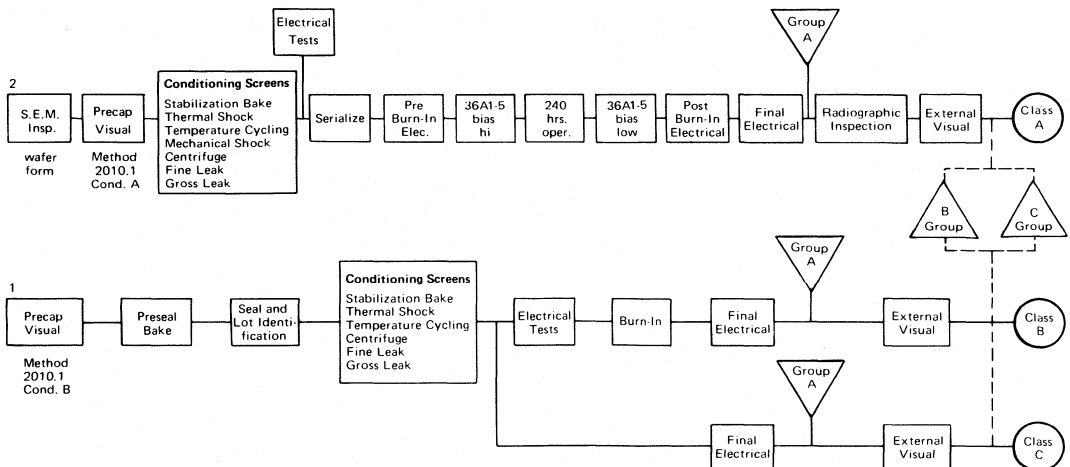 Electrical
Tests
Group
A
2
S.E.M.
Insp.
wafer
form
Precap
Visual
Method
2010.1
Cond. A
Conditioning Screens
Stabilization Bake
Thermal Shock
Temperature Cycling
Mechanical Shock
Centrifuge
Fine Leak
Gross Leak
Serialize
Pre
Burn-In
Elec.
36A1-5
bias
hi
240
hrs.
oper.
36A1-5
bias
low
Post
Burn-In
Electrical
Final
Electrical
Radiographic
Inspection
External
Visual
Class
A
B
Group
C
Group
1
Precap
Visual
Method
2010.1
Cond. B
Preseal
Bake
Seal and
Lot Identi-
fication
Conditioning Screens
Stabilization Bake
Thermal Shock
Temperature Cycling
Centrifuge
Fine Leak
Gross Leak
Electrical
Tests
Burn-In
Final
Electrical
Group
A
External
Visual
Class
B
Final
Electrical
Group
A
External
Visual
Class
C